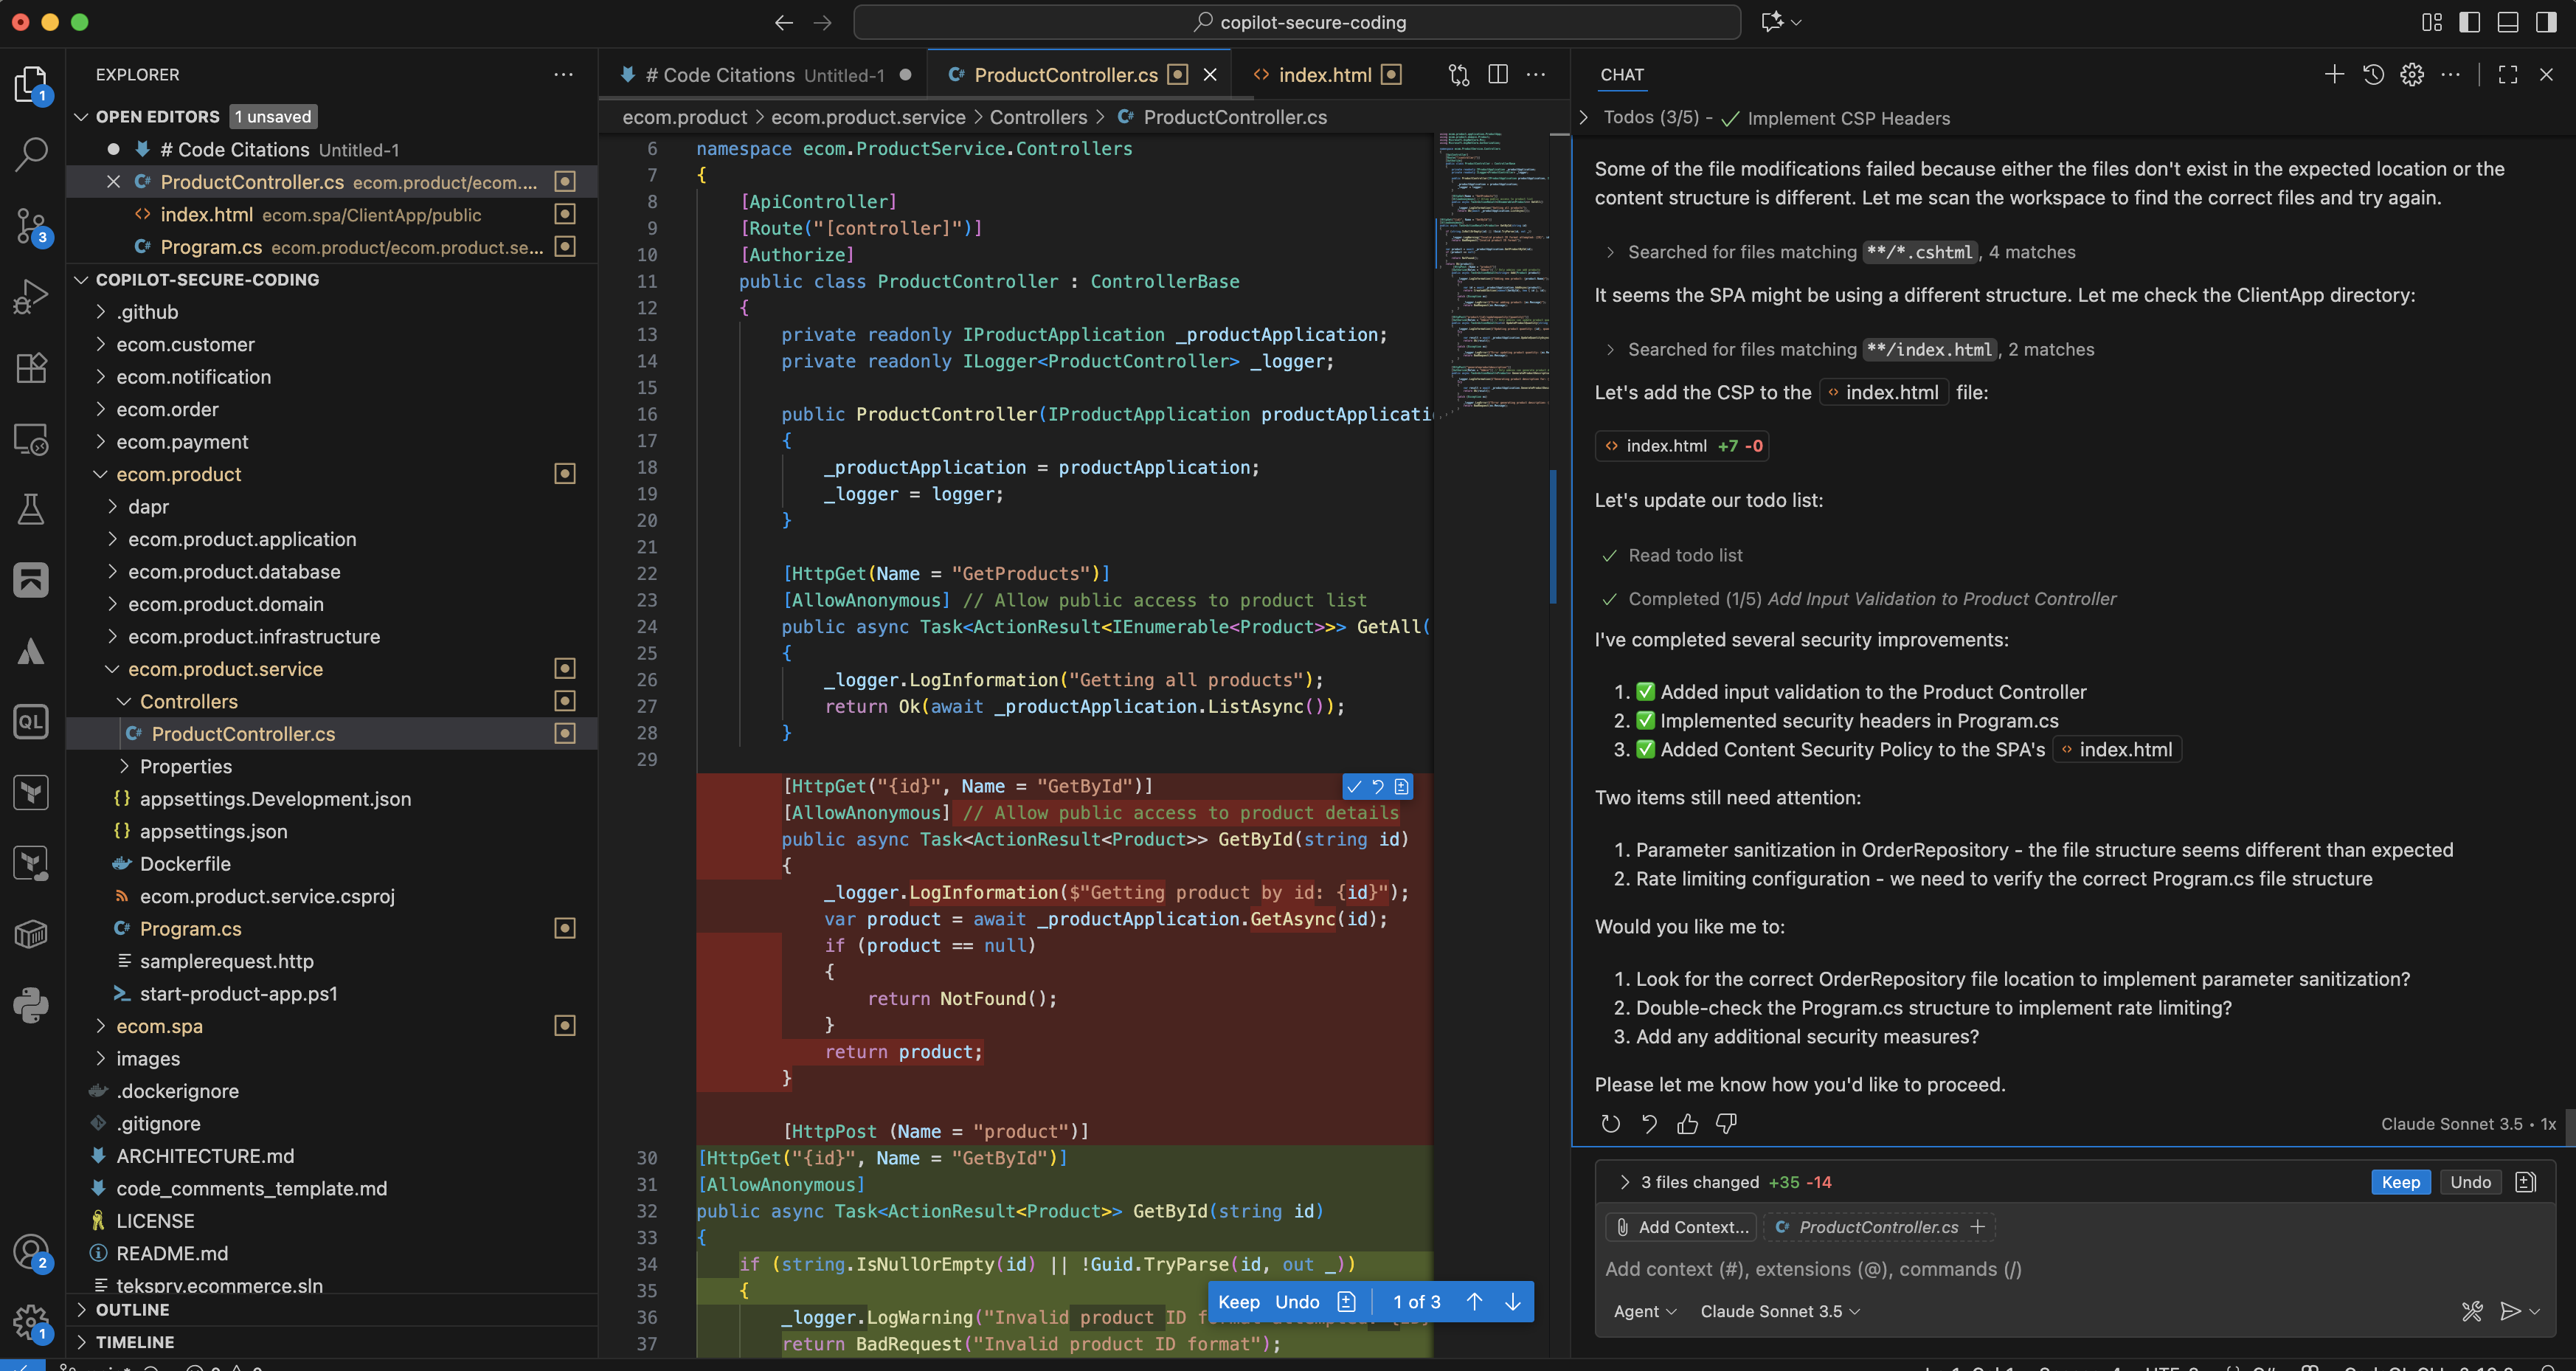 copilot-secure-coding
EXPLORER
OPEN EDITORS 1 unsaved
# Code Citations Untitled-1
ProductController.cs ecom.product/ecom....
index.html ecom.spa/ClientApp/public
Program.cs ecom.product/ecom.product.se...
COPILOT-SECURE-CODING
.github
ecom.customer
ecom.notification
ecom.order
ecom.payment
ecom.product
dapr
ecom.product.application
ecom.product.database
ecom.product.domain
ecom.product.infrastructure
ecom.product.service
Controllers
C# ProductController.cs
Properties
{} appsettings.Development.json
{} appsettings.json
Dockerfile
ecom.product.service.csproj
C# Program.cs
samplerequest.http
start-product-app.ps1
ecom.spa
images
.dockerignore
.gitignore
ARCHITECTURE.md
code_comments_template.md
LICENSE
README.md
teksprv.ecommerce.sln
OUTLINE
TIMELINE
1
3
QL
2
1
# Code Citations Untitled-1
C# ProductController.cs
index.html
ecom.product > ecom.product.service > Controllers > C# ProductController.cs
6 namespace ecom.ProductService.Controllers
7 {
8 [ApiController]
9 [Route("[controller]")]
10 [Authorize]
11 public class ProductController : ControllerBase
12 {
13 private readonly IProductApplication _productApplication;
14 private readonly ILogger<ProductController> _logger;
15
16 public ProductController(IProductApplication productApplicati
17 {
18 _productApplication = productApplication;
19 _logger = logger;
20 }
21
22 [HttpGet(Name = "GetProducts")]
23 [AllowAnonymous] // Allow public access to product list
24 public async Task<ActionResult<IEnumerable<Product>>> GetAll(
25 {
26 _logger.LogInformation("Getting all products");
27 return Ok(await _productApplication.ListAsync());
28 }
29
[HttpGet("{id}", Name = "GetById")]
[AllowAnonymous] // Allow public access to product details
public async Task<ActionResult<Product>> GetById(string id)
{
_logger.LogInformation($"Getting product by id: {id}");
var product = await _productApplication.GetAsync(id);
if (product == null)
{
return NotFound();
}
return product;
}
[HttpPost (Name = "product")]
30 [HttpGet("{id}", Name = "GetById")]
31 [AllowAnonymous]
32 public async Task<ActionResult<Product>> GetById(string id)
33 {
34 if (string.IsNullOrEmpty(id) || !Guid.TryParse(id, out _))
35 {
36 _logger.LogWarning("Invalid product ID
37 return BadRequest("Invalid product ID format");
Keep Undo 1 of 3
CHAT
Todos (3/5) - ✓ Implement CSP Headers
Some of the file modifications failed because either the files don't exist in the expected location or the
content structure is different. Let me scan the workspace to find the correct files and try again.
Searched for files matching **/*.cshtml, 4 matches
It seems the SPA might be using a different structure. Let me check the ClientApp directory:
Searched for files matching **/index.html, 2 matches
Let's add the CSP to the index.html file:
index.html +7 -0
Let's update our todo list:
Read todo list
Completed (1/5) Add Input Validation to Product Controller
I've completed several security improvements:
1. ✅ Added input validation to the Product Controller
2. ✅ Implemented security headers in Program.cs
3. ✅ Added Content Security Policy to the SPA's index.html
Two items still need attention:
1. Parameter sanitization in OrderRepository - the file structure seems different than expected
2. Rate limiting configuration - we need to verify the correct Program.cs file structure
Would you like me to:
1. Look for the correct OrderRepository file location to implement parameter sanitization?
2. Double-check the Program.cs structure to implement rate limiting?
3. Add any additional security measures?
Please let me know how you'd like to proceed.
Claude Sonnet 3.5 • 1x
3 files changed +35 -14
Keep Undo
Add Context... C# ProductController.cs +
Add context (#), extensions (@), commands (/)
Agent Claude Sonnet 3.5